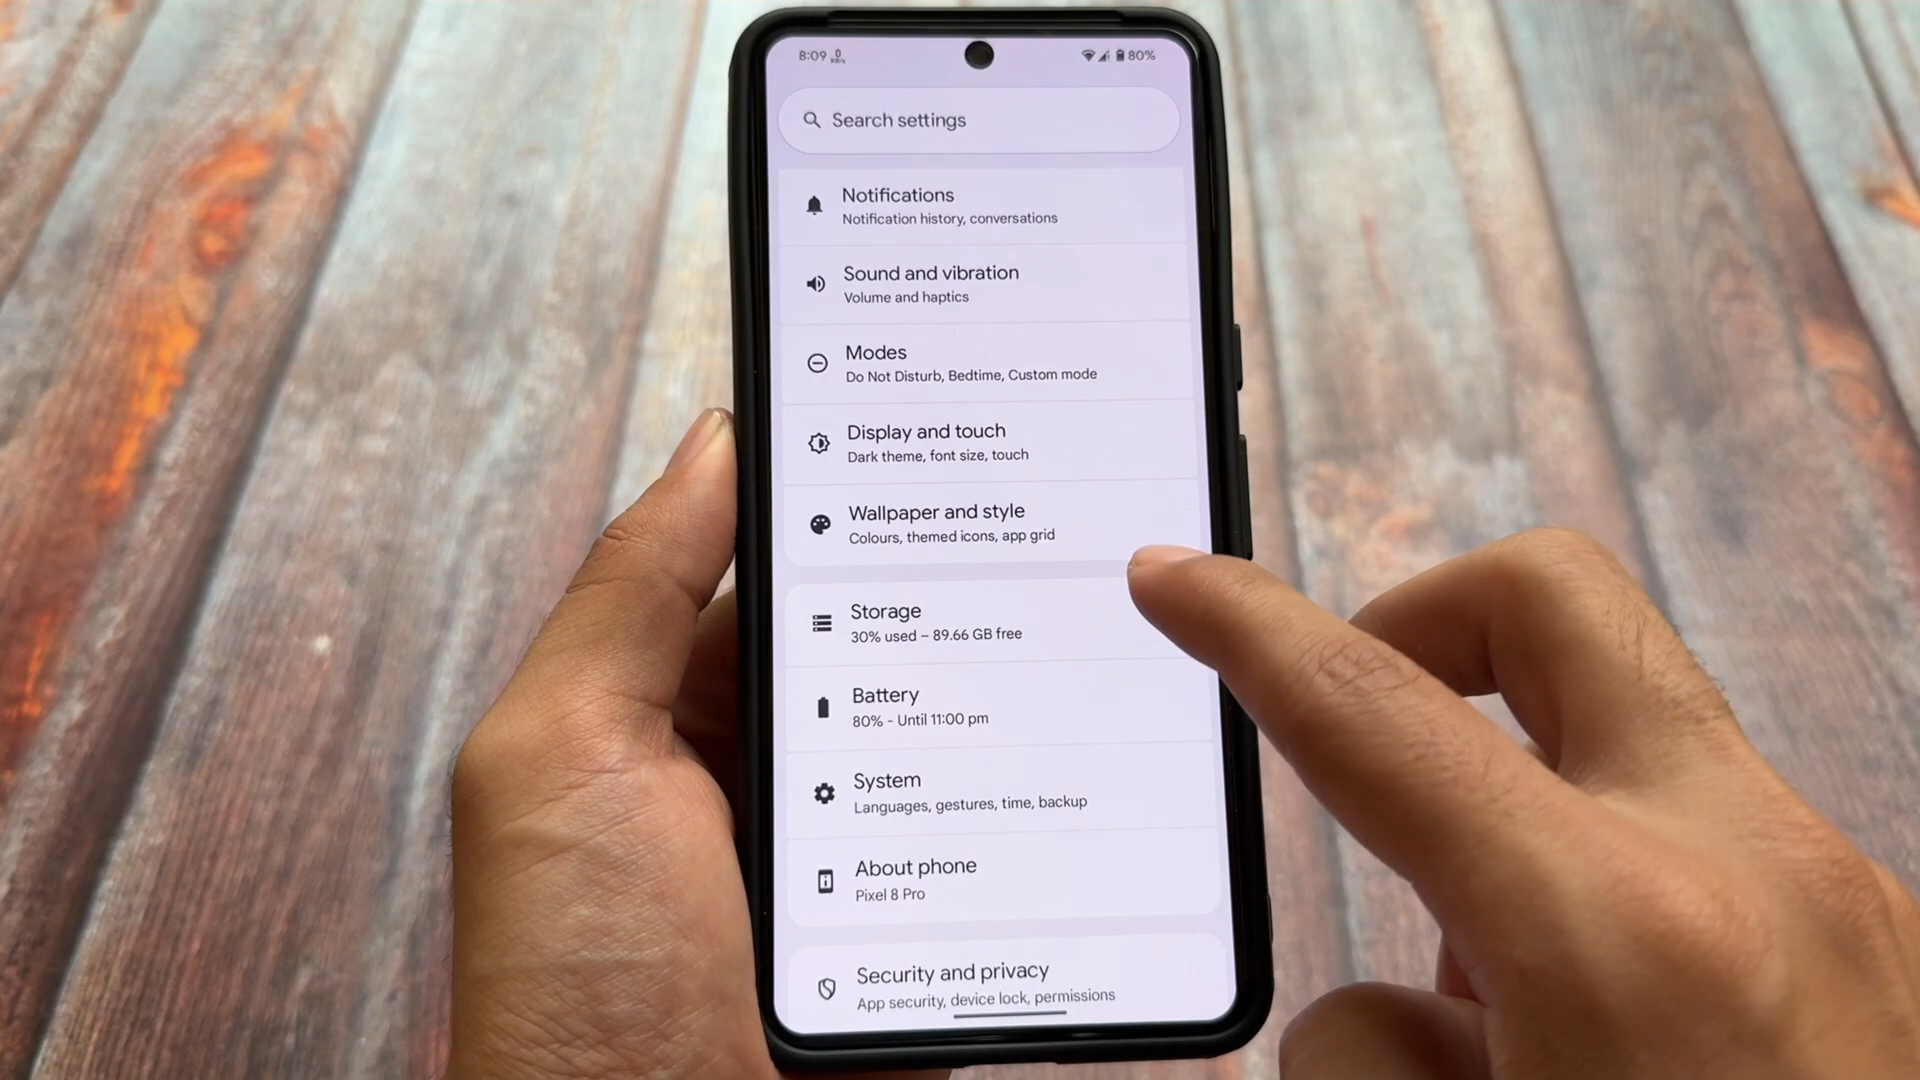 8:09 0 KB/s 80%
Search settings
Notifications
Notification history, conversations
Sound and vibration
Volume and haptics
Modes
Do Not Disturb, Bedtime, Custom mode
Display and touch
Dark theme, font size, touch
Wallpaper and style
Colours, themed icons, app grid
Storage
30% used – 89.66 GB free
Battery
80% - Until 11:00 pm
System
Languages, gestures, time, backup
About phone
Pixel 8 Pro
Security and privacy
App security, device lock, permissions